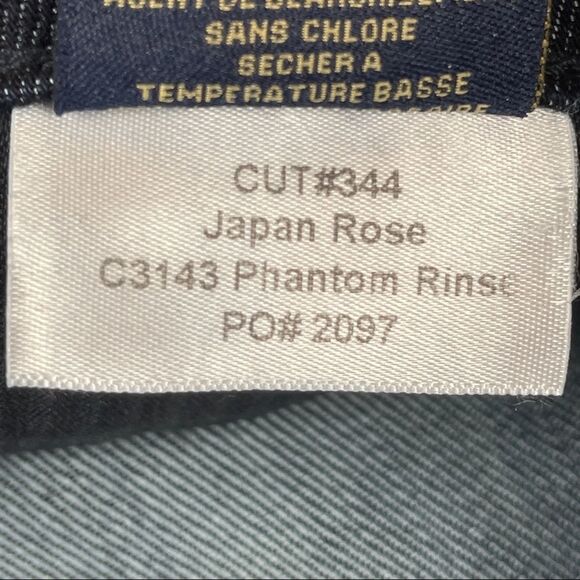 SANS CHLORE
SECHER A
TEMPERATURE BASSE
CUT#344
Japan Rose
C3143 Phantom Rinse
PO# 2097